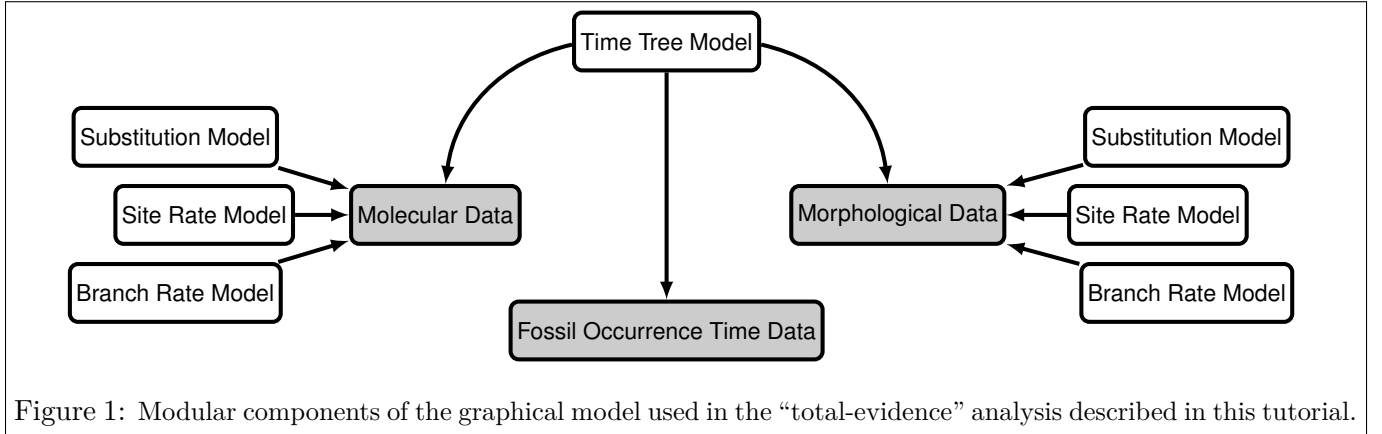 Time Tree Model
Substitution Model
Substitution Model
Site Rate Model
Molecular Data
Morphological Data
Site Rate Model
Branch Rate Model
Branch Rate Model
Fossil Occurrence Time Data
Figure 1: Modular components of the graphical model used in the “total-evidence” analysis described in this tutorial.